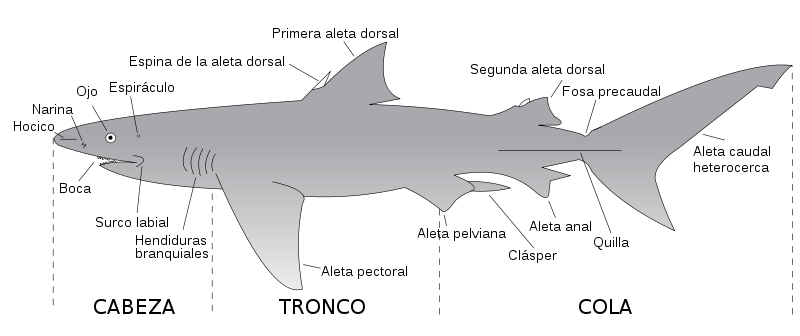 Primera aleta dorsal
Espina de la aleta dorsal
Segunda aleta dorsal
Ojo
Espiráculo
Fosa precaudal
Narina
Hocico
Aleta caudal
heterocerca
Boca
Surco labial
Hendiduras
branquiales
Aleta pelviana
Aleta anal
Quilla
Clásper
Aleta pectoral
CABEZA
TRONCO
COLA